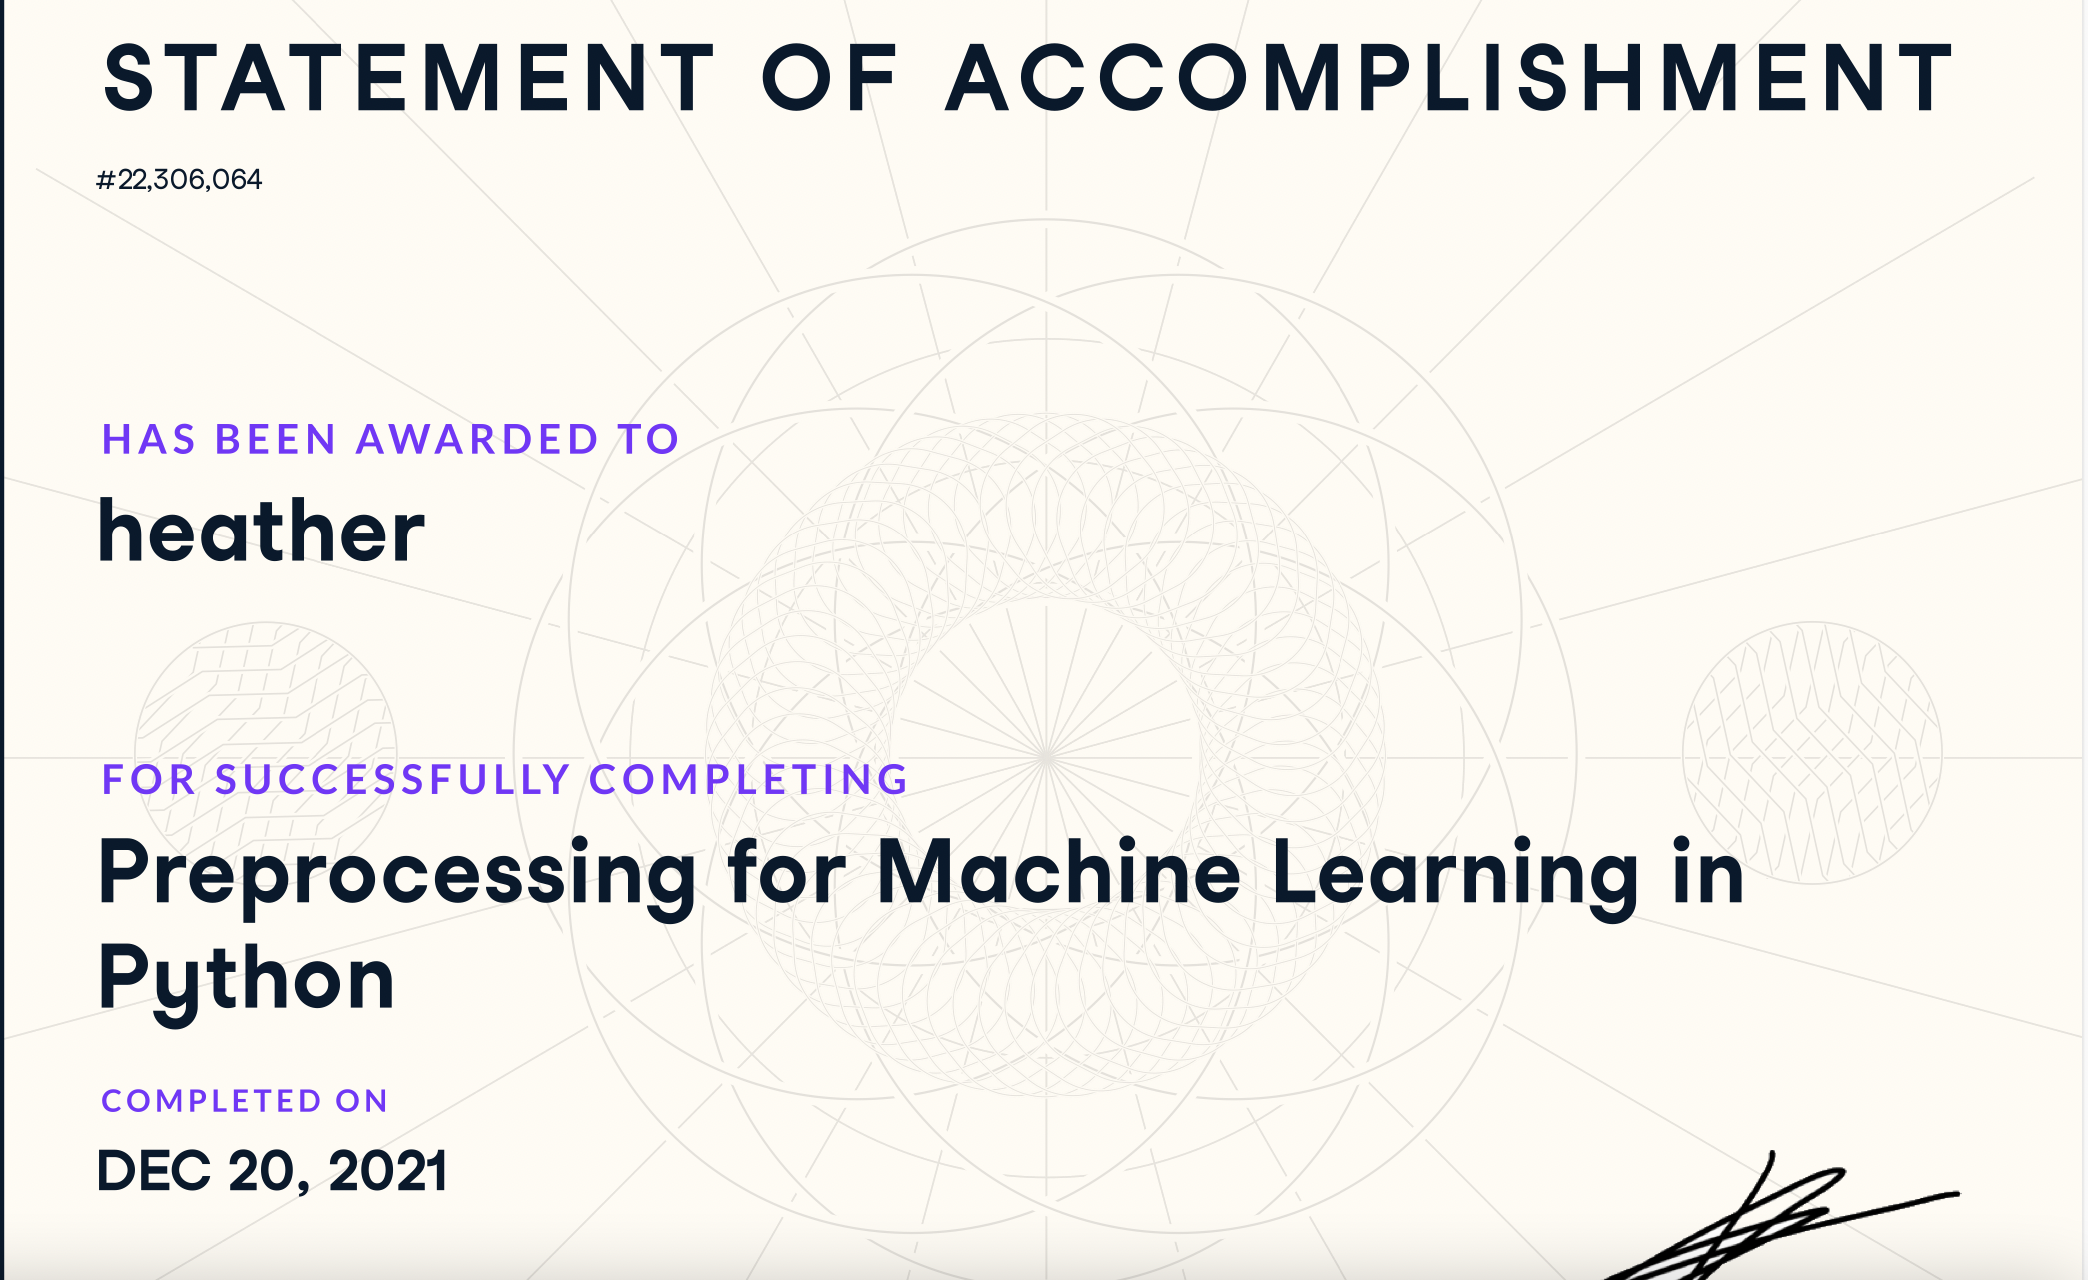 STATEMENT OF ACCOMPLISHMENT
#22,306,064
HAS BEEN AWARDED TO
heather
FOR SUCCESSFULLY COMPLETING
Preprocessing for Machine Learning in
Python
COMPLETED ON
DEC 20, 2021